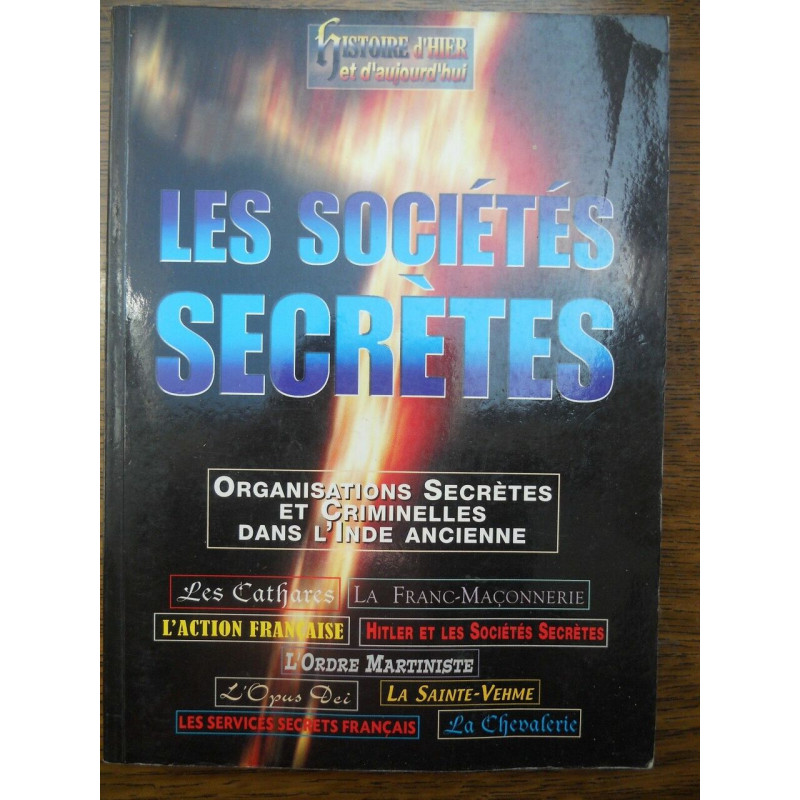 HISTOIRE d'HIER
et d'aujourd'hui
LES SOCIÉTÉS
SECRÈTES
ORGANISATIONS SECRÈTES
ET CRIMINELLES
DANS L'INDE ANCIENNE
Les Cathares LA FRANC-MAÇONNERIE
L'ACTION FRANÇAISE HITLER ET LES SOCIÉTÉS SECRÈTES
L'ORDRE MARTINISTE
L'Opus Dei LA SAINTE-VEHME
LES SERVICES SECRETS FRANÇAIS La Chevalerie